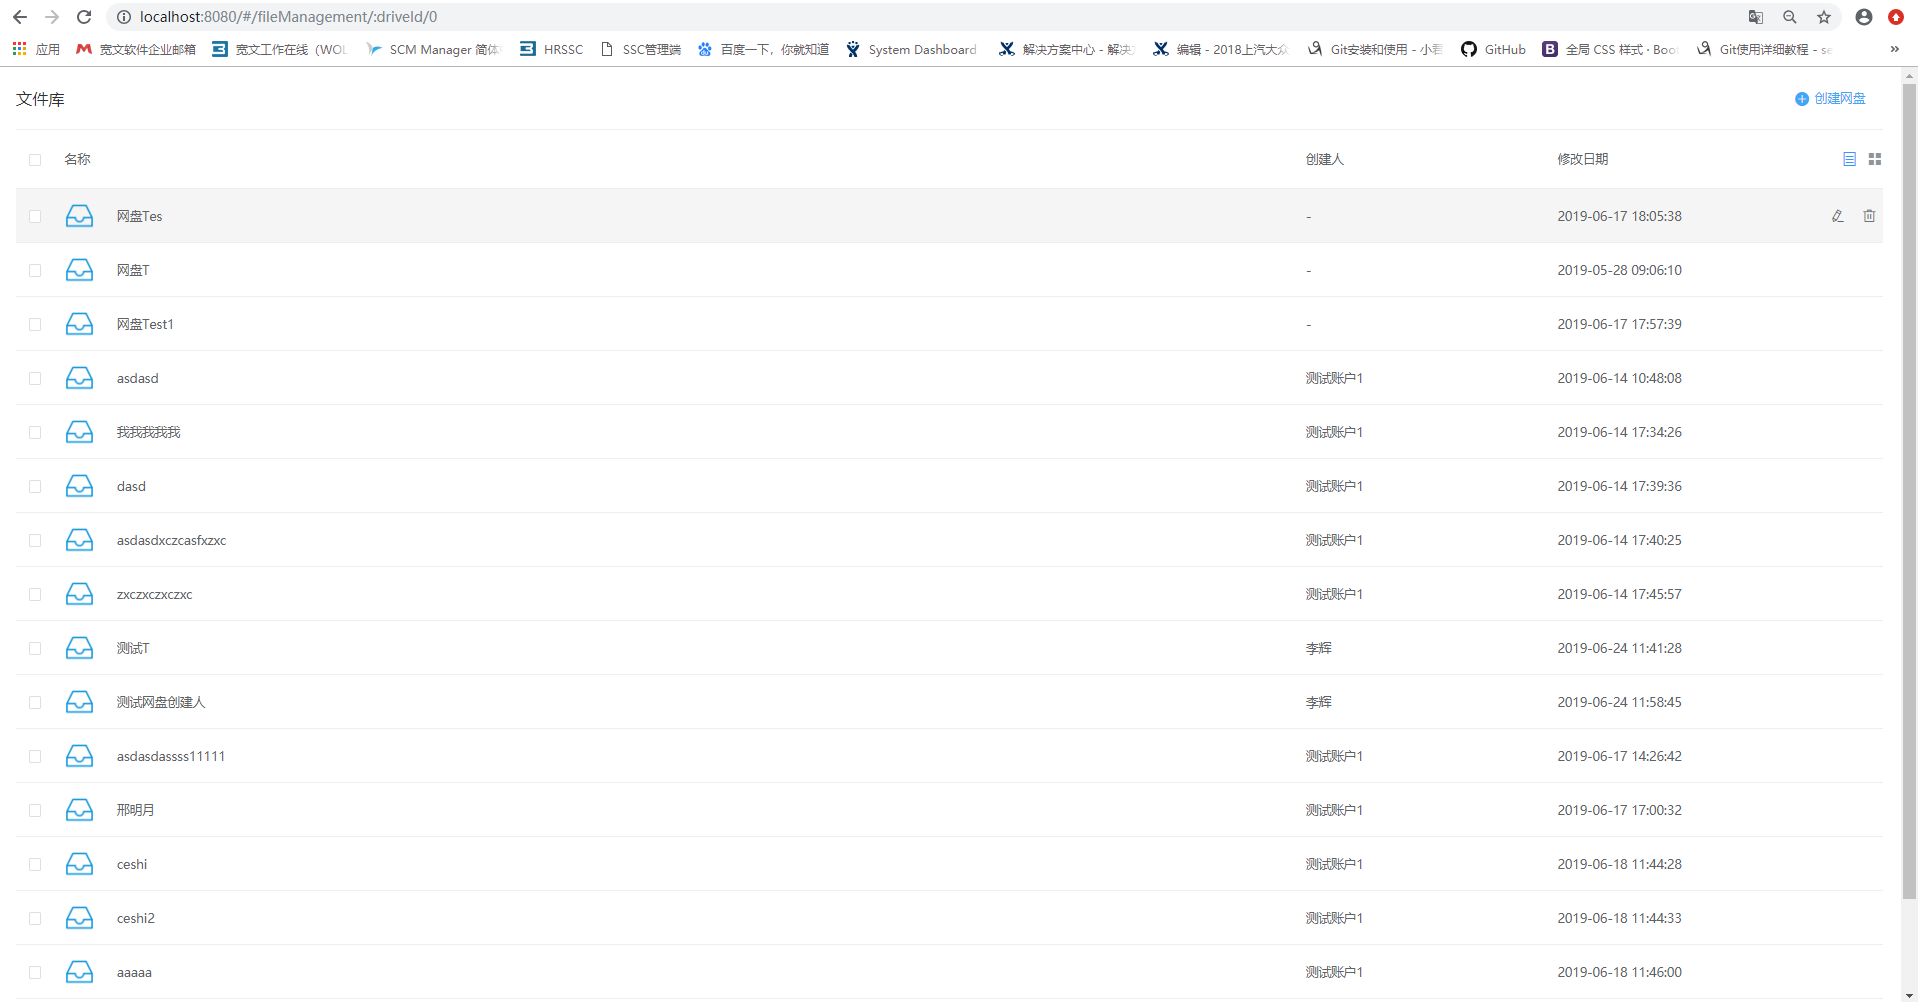 localhost:8080/#/fileManagement/:driveId/0
应用 宽文软件企业邮箱 宽文工作在线（WOL SCM Manager 简体 HRSSC SSC管理端 百度一下，你就知道 System Dashboard 解决方案中心 - 解决 编辑 - 2018上汽大众 Git安装和使用 - 小 GitHub 全局 CSS 样式 · Boo Git使用详细教程 - se »
文件库 创建网盘
名称 创建人 修改日期
网盘Tes - 2019-06-17 18:05:38
网盘T - 2019-05-28 09:06:10
网盘Test1 - 2019-06-17 17:57:39
asdasd 测试账户1 2019-06-14 10:48:08
我我我我我 测试账户1 2019-06-14 17:34:26
dasd 测试账户1 2019-06-14 17:39:36
asdasdxczcasfxzxc 测试账户1 2019-06-14 17:40:25
zxczxczxczxc 测试账户1 2019-06-14 17:45:57
测试T 李辉 2019-06-24 11:41:28
测试网盘创建人 李辉 2019-06-24 11:58:45
asdasdassss11111 测试账户1 2019-06-17 14:26:42
邢明月 测试账户1 2019-06-17 17:00:32
ceshi 测试账户1 2019-06-18 11:44:28
ceshi2 测试账户1 2019-06-18 11:44:33
aaaaa 测试账户1 2019-06-18 11:46:00